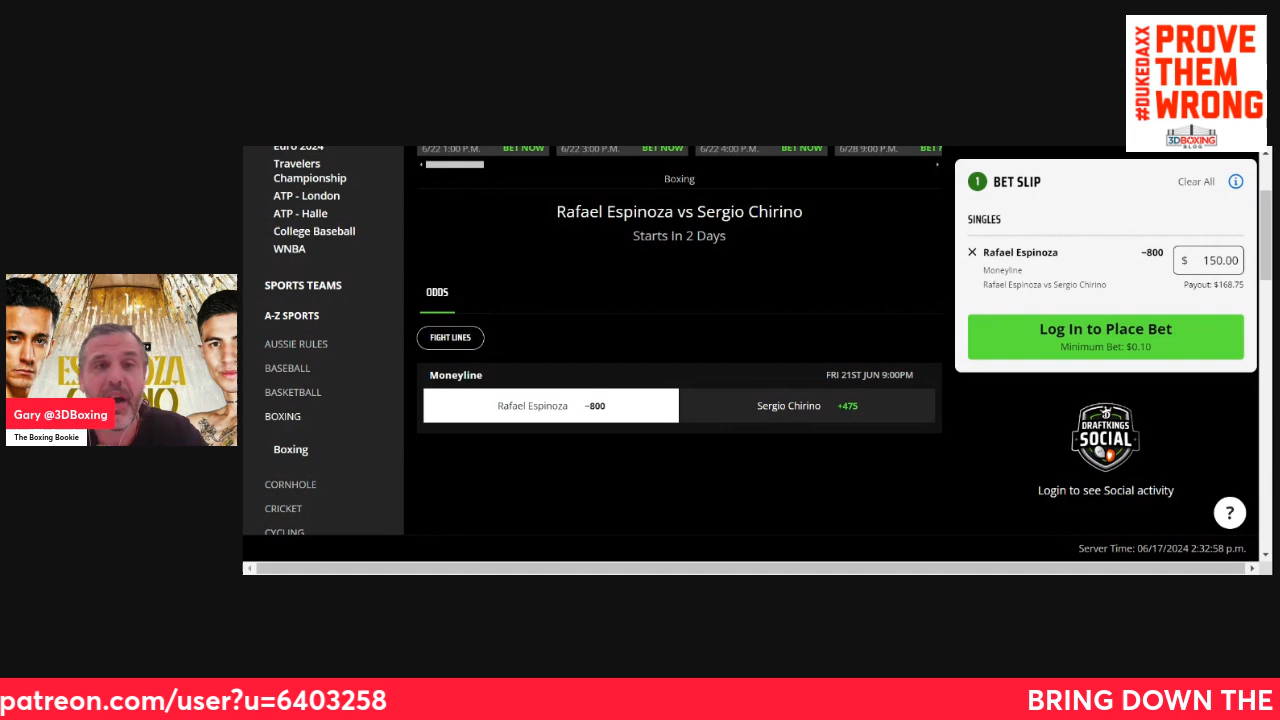 #DUKEDAXX
PROVE
THEM
WRONG
3DBOXING
BLOG
Euro 2024
Travelers
Championship
ATP - London
ATP - Halle
College Baseball
WNBA
SPORTS TEAMS
A-Z SPORTS
AUSSIE RULES
BASEBALL
BASKETBALL
BOXING
Boxing
CORNHOLE
CRICKET
CYCLING
6/22 1:00 P.M. BET NOW
6/22 3:00 P.M. BET NOW
6/22 4:00 P.M. BET NOW
6/28 9:00 P.M. BET N
Boxing
Rafael Espinoza vs Sergio Chirino
Starts In 2 Days
ODDS
FIGHT LINES
Moneyline FRI 21ST JUN 9:00PM
Rafael Espinoza −800 Sergio Chirino +475
1 BET SLIP Clear All i
SINGLES
Rafael Espinoza −800 $ 150.00
Moneyline
Rafael Espinoza vs Sergio Chirino Payout: $168.75
Log In to Place Bet
Minimum Bet: $0.10
DRAFTKINGS
SOCIAL
Login to see Social activity
?
Server Time: 06/17/2024 2:32:58 p.m.
Gary @3DBoxing
The Boxing Bookie
patreon.com/user?u=6403258 BRING DOWN THE